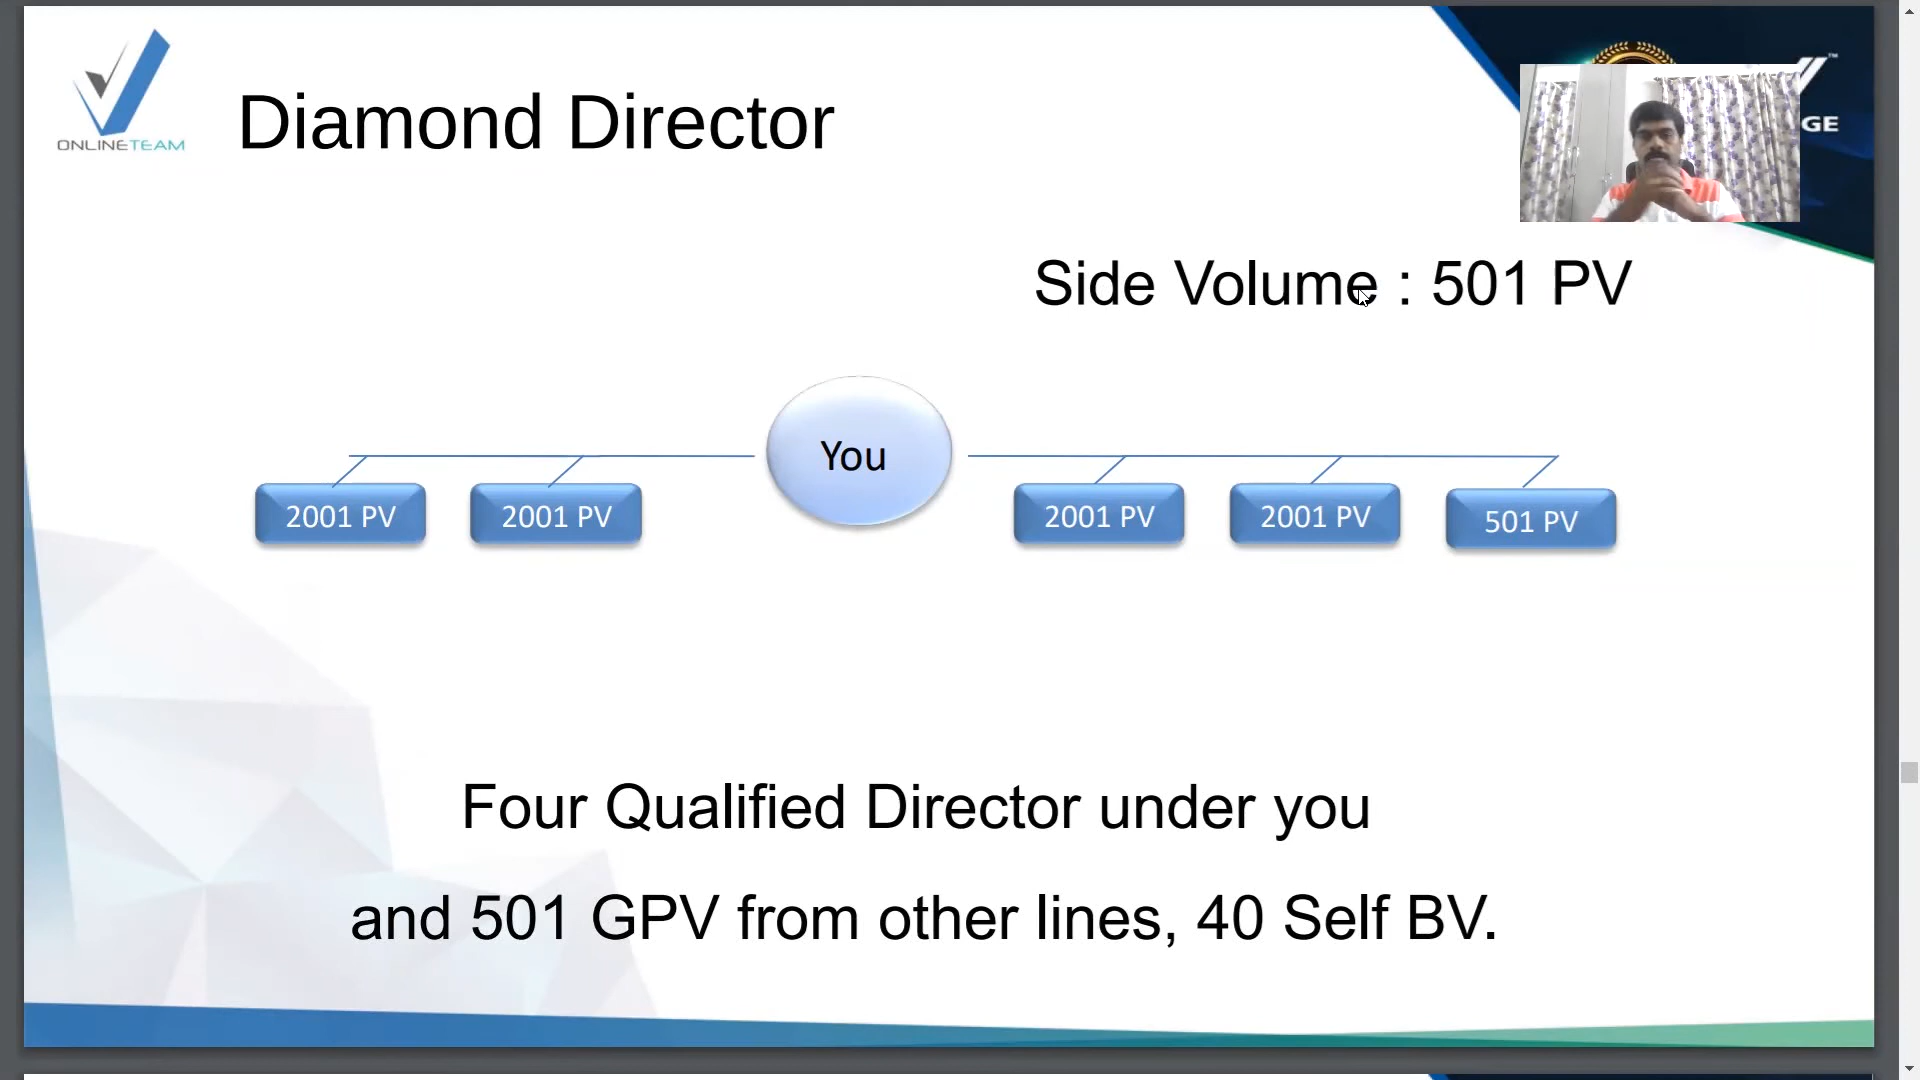 ONLINETEAM
Diamond Director
GE
™
Side Volume : 501 PV
You
2001 PV
2001 PV
2001 PV
2001 PV
501 PV
Four Qualified Director under you
and 501 GPV from other lines, 40 Self BV.